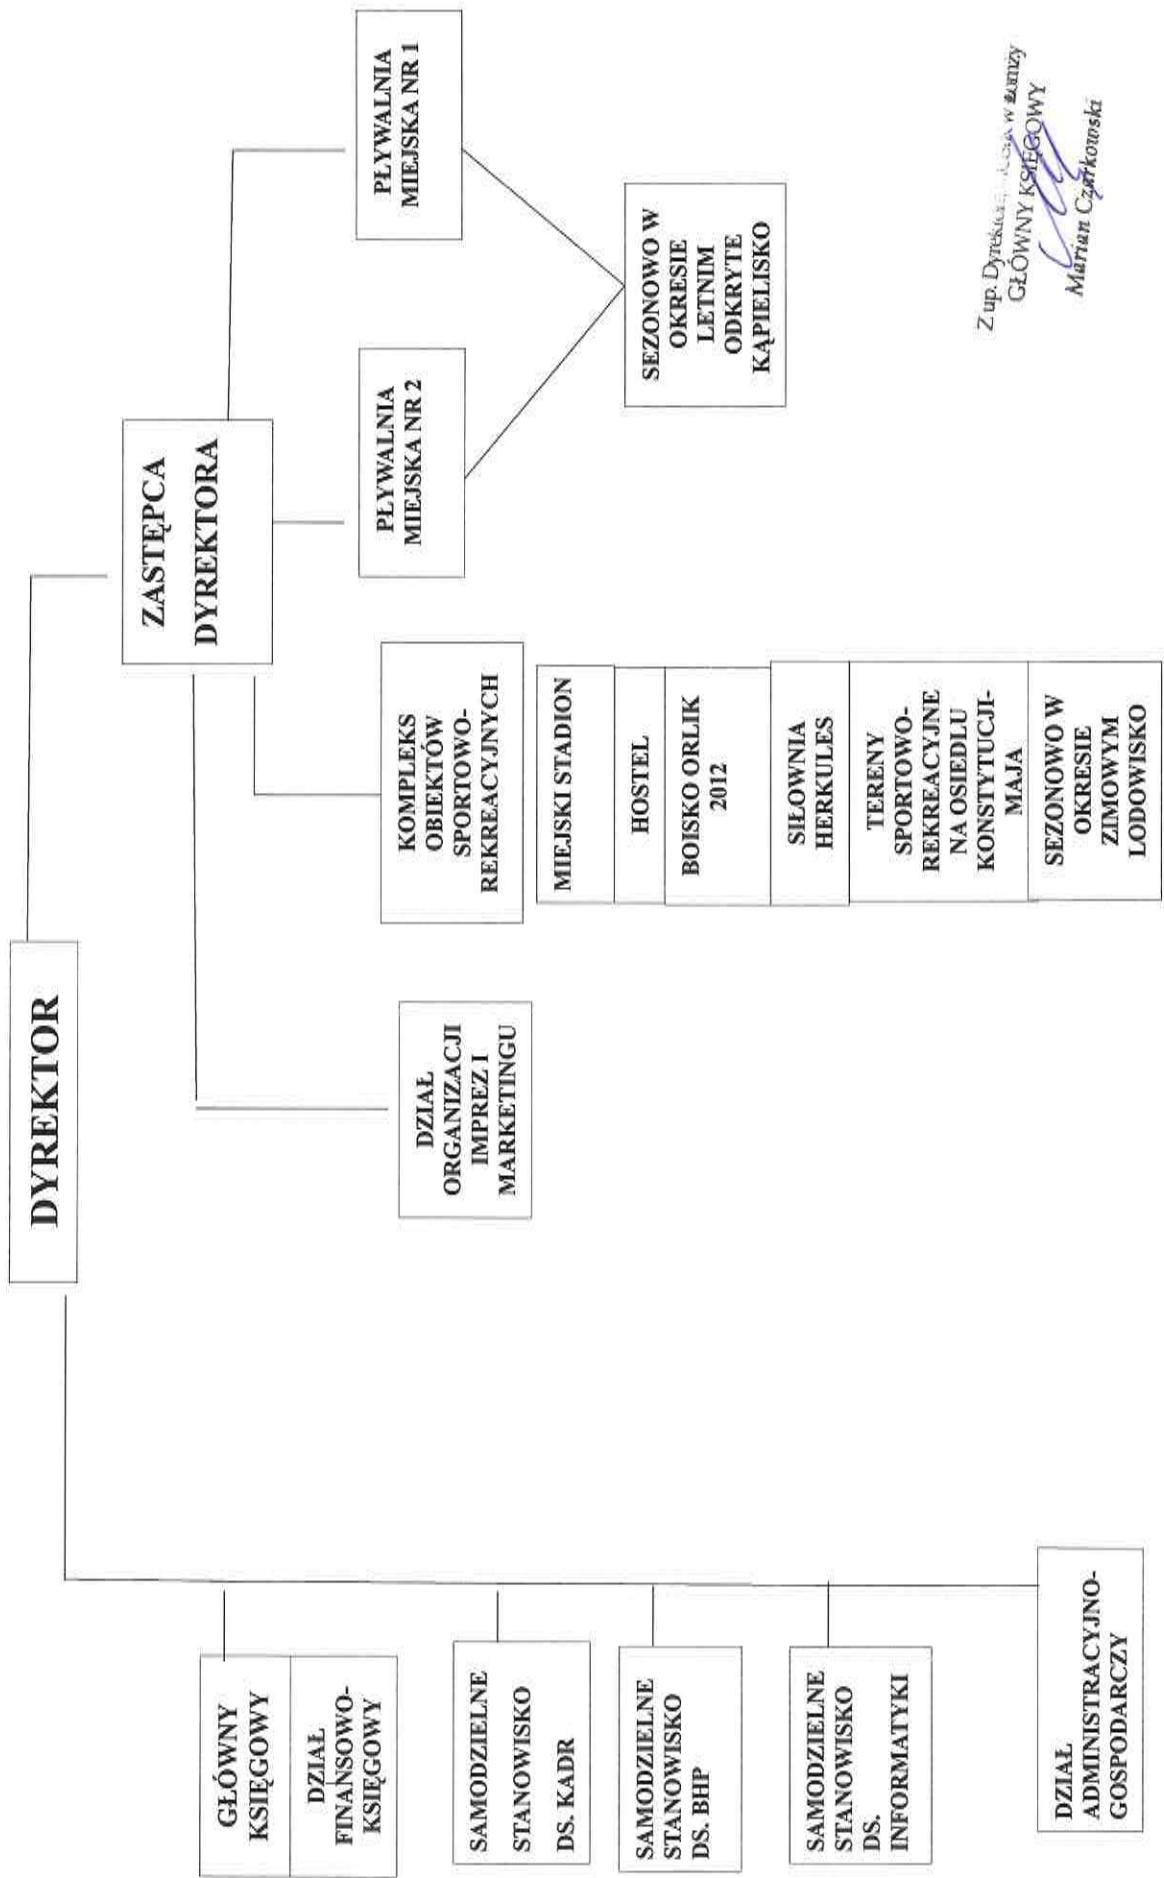 DYREKTOR
ZASTĘPCA
DYREKTORA
GŁÓWNY
KSIĘGOWY
DZIAŁ
FINANSOWO-
KSIĘGOWY
SAMODZIELNE
STANOWISKO
DS. KADR
SAMODZIELNE
STANOWISKO
DS. BHP
SAMODZIELNE
STANOWISKO
DS.
INFORMATYKI
DZIAŁ
ADMINISTRACYJNO-
GOSPODARCZY
DZIAŁ
ORGANIZACJI
IMPREZ I
MARKETINGU
KOMPLEKS
OBIEKTÓW
SPORTOWO-
REKREACYJNYCH
MIEJSKI STADION
HOSTEL
BOISKO ORLIK
2012
SIŁOWNIA
HERKULES
TERENY
SPORTOWO-
REKREACYJNE
NA OSIEDLU
KONSTYTUCJI-
MAJA
SEZONOWO W
OKRESIE
ZIMOWYM
LODOWISKO
PŁYWALNIA
MIEJSKA NR 2
PŁYWALNIA
MIEJSKA NR 1
SEZONOWO W
OKRESIE
LETNIM
ODKRYTE
KĄPIELISKO
Z up. w Łomży
GŁÓWNY KSIĘGOWY
Marian Czarkowski